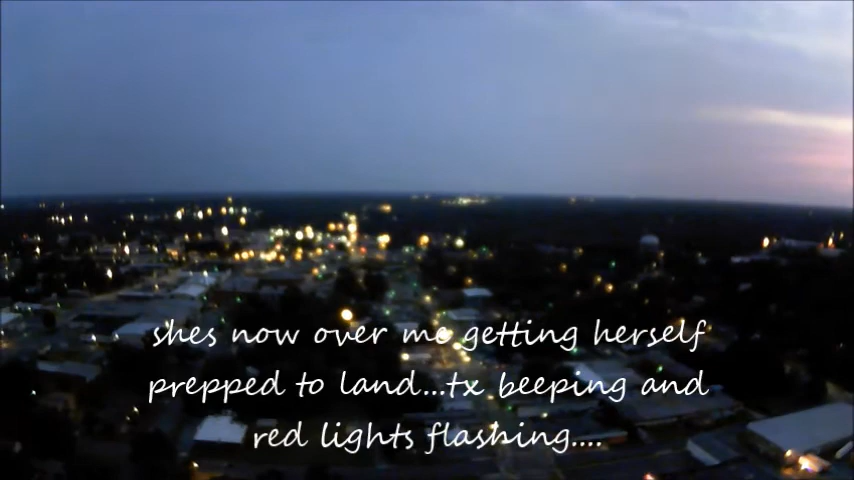 shes now over me getting herself
prepped to land...tx beeping and
red lights flashing....